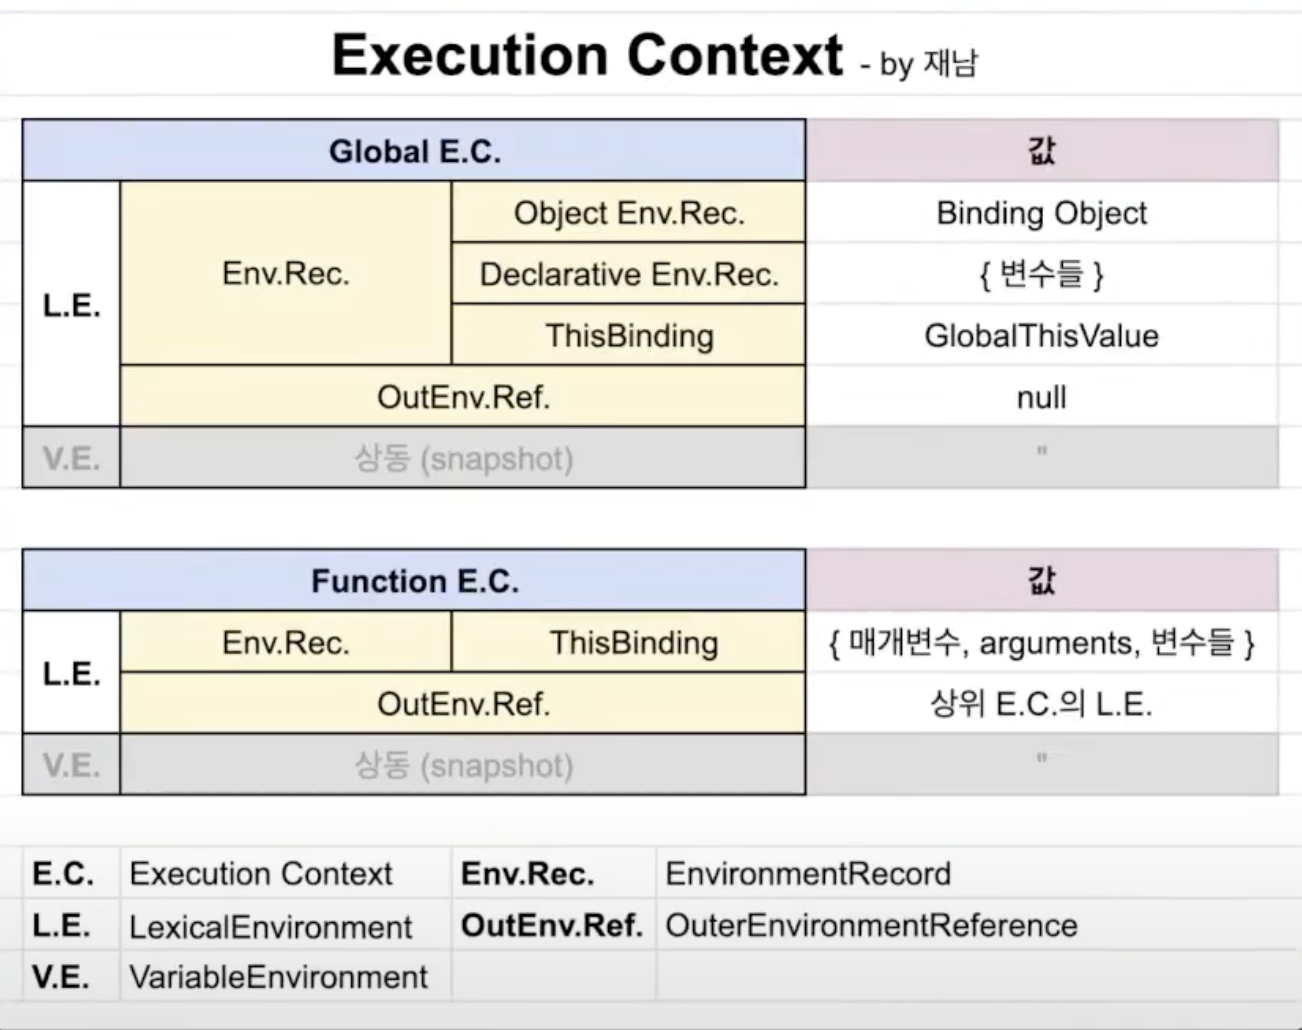 Execution Context - by 재남
Global E.C. 값
Object Env.Rec. Binding Object
Env.Rec. Declarative Env.Rec. { 변수들 }
L.E.
ThisBinding GlobalThisValue
OutEnv.Ref. null
V.E. 상동 (snapshot) "
Function E.C. 값
Env.Rec. ThisBinding { 매개변수, arguments, 변수들 }
L.E.
OutEnv.Ref. 상위 E.C.의 L.E.
V.E. 상동 (snapshot) "
E.C. Execution Context Env.Rec. EnvironmentRecord
L.E. LexicalEnvironment OutEnv.Ref. OuterEnvironmentReference
V.E. VariableEnvironment